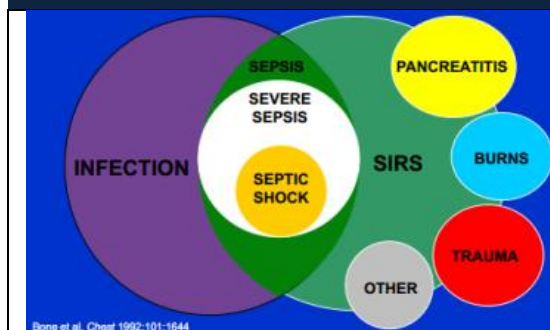 SEPSIS
PANCREATITIS
SEVERE
SEPSIS
INFECTION
SIRS
BURNS
SEPTIC
SHOCK
TRAUMA
OTHER
Bone et al. Chest 1992;101:1644